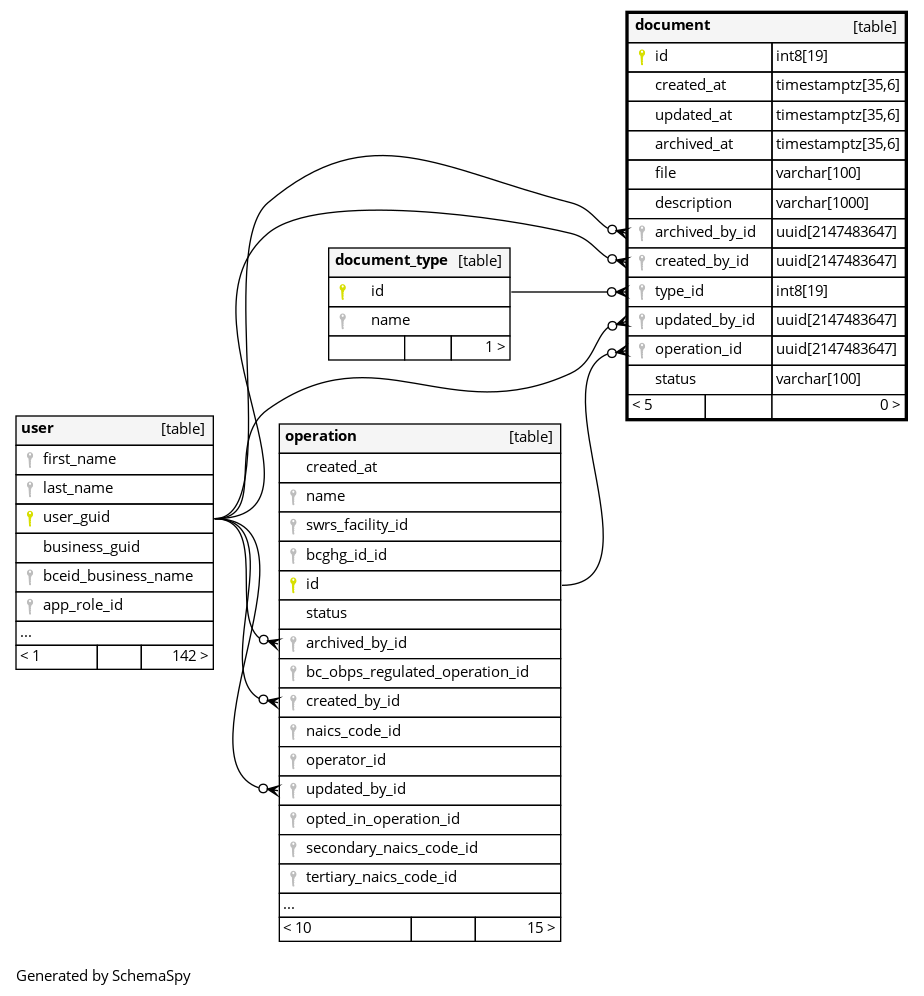 document [table]
id int8[19]
created_at timestamptz[35,6]
updated_at timestamptz[35,6]
archived_at timestamptz[35,6]
file varchar[100]
description varchar[1000]
archived_by_id uuid[2147483647]
created_by_id uuid[2147483647]
type_id int8[19]
updated_by_id uuid[2147483647]
operation_id uuid[2147483647]
status varchar[100]
< 5 0 >
document_type [table]
id
name
1 >
user [table]
first_name
last_name
user_guid
business_guid
bceid_business_name
app_role_id
...
< 1 142 >
operation [table]
created_at
name
swrs_facility_id
bcghg_id_id
id
status
archived_by_id
bc_obps_regulated_operation_id
created_by_id
naics_code_id
operator_id
updated_by_id
opted_in_operation_id
secondary_naics_code_id
tertiary_naics_code_id
...
< 10 15 >
Generated by SchemaSpy